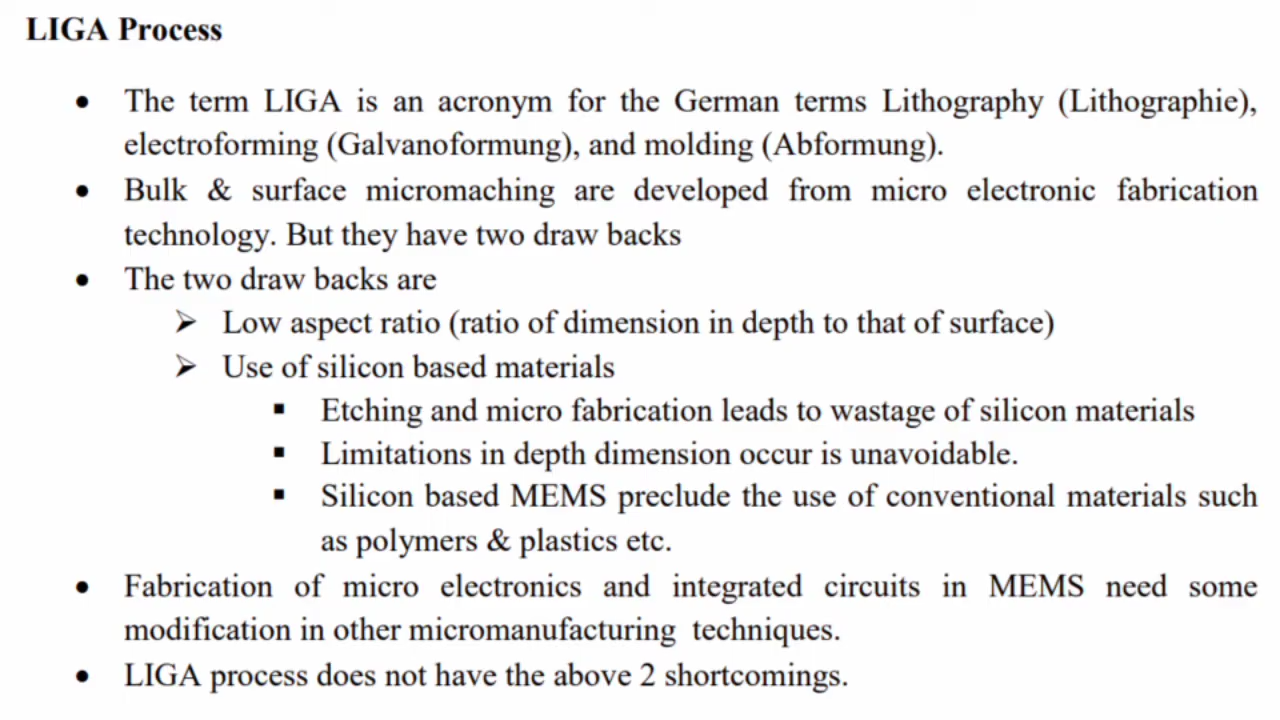 LIGA Process
• The term LIGA is an acronym for the German terms Lithography (Lithographie),
electroforming (Galvanoformung), and molding (Abformung).
• Bulk & surface micromaching are developed from micro electronic fabrication
technology. But they have two draw backs
• The two draw backs are
➢ Low aspect ratio (ratio of dimension in depth to that of surface)
➢ Use of silicon based materials
▪ Etching and micro fabrication leads to wastage of silicon materials
▪ Limitations in depth dimension occur is unavoidable.
▪ Silicon based MEMS preclude the use of conventional materials such
as polymers & plastics etc.
• Fabrication of micro electronics and integrated circuits in MEMS need some
modification in other micromanufacturing techniques.
• LIGA process does not have the above 2 shortcomings.